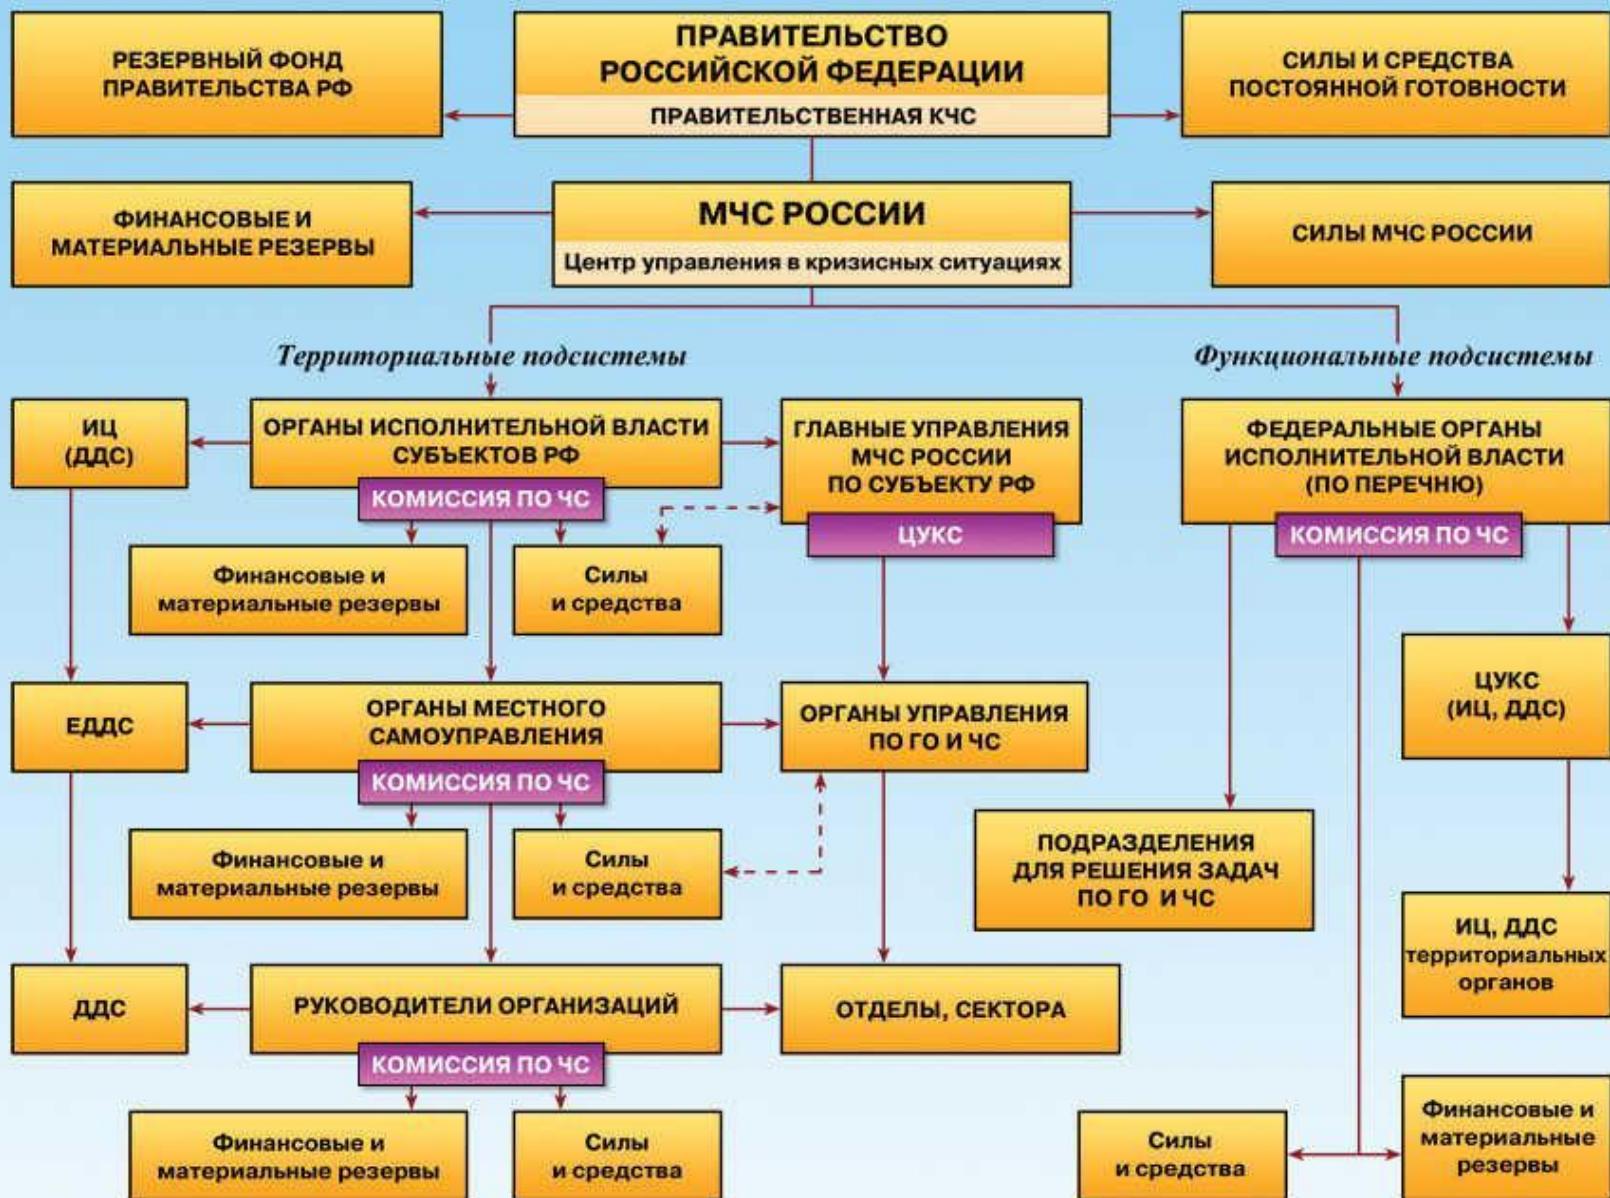 РЕЗЕРВНЫЙ ФОНД
ПРАВИТЕЛЬСТВА РФ
ПРАВИТЕЛЬСТВО
РОССИЙСКОЙ ФЕДЕРАЦИИ
ПРАВИТЕЛЬСТВЕННАЯ КЧС
СИЛЫ И СРЕДСТВА
ПОСТОЯННОЙ ГОТОВНОСТИ
ФИНАНСОВЫЕ И
МАТЕРИАЛЬНЫЕ РЕЗЕРВЫ
МЧС РОССИИ
Центр управления в кризисных ситуациях
СИЛЫ МЧС РОССИИ
Территориальные подсистемы
Функциональные подсистемы
ИЦ
(ДДС)
ОРГАНЫ ИСПОЛНИТЕЛЬНОЙ ВЛАСТИ
СУБЪЕКТОВ РФ
КОМИССИЯ ПО ЧС
ГЛАВНЫЕ УПРАВЛЕНИЯ
МЧС РОССИИ
ПО СУБЪЕКТУ РФ
ЦУКС
ФЕДЕРАЛЬНЫЕ ОРГАНЫ
ИСПОЛНИТЕЛЬНОЙ ВЛАСТИ
(ПО ПЕРЕЧНЮ)
КОМИССИЯ ПО ЧС
Финансовые и
материальные резервы
Силы
и средства
ЕДДС
ОРГАНЫ МЕСТНОГО
САМОУПРАВЛЕНИЯ
КОМИССИЯ ПО ЧС
ОРГАНЫ УПРАВЛЕНИЯ
ПО ГО И ЧС
ЦУКС
(ИЦ, ДДС)
Финансовые и
материальные резервы
Силы
и средства
ПОДРАЗДЕЛЕНИЯ
ДЛЯ РЕШЕНИЯ ЗАДАЧ
ПО ГО И ЧС
ИЦ, ДДС
территориальных
органов
ДДС
РУКОВОДИТЕЛИ ОРГАНИЗАЦИЙ
КОМИССИЯ ПО ЧС
ОТДЕЛЫ, СЕКТОРА
Финансовые и
материальные резервы
Силы
и средства
Силы
и средства
Финансовые и
материальные
резервы